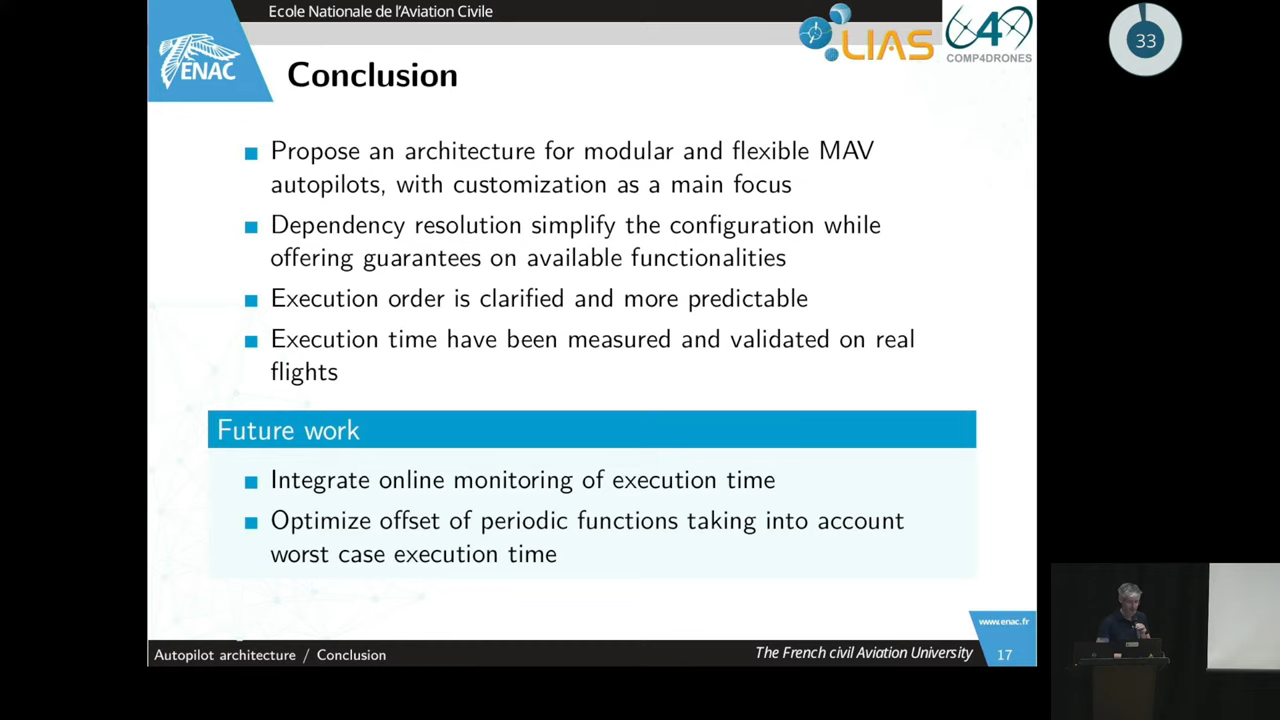 Ecole Nationale de l'Aviation Civile
ENAC
LIAS
C4D
COMP4DRONES
33
Conclusion
Propose an architecture for modular and flexible MAV
autopilots, with customization as a main focus
Dependency resolution simplify the configuration while
offering guarantees on available functionalities
Execution order is clarified and more predictable
Execution time have been measured and validated on real
flights
Future work
Integrate online monitoring of execution time
Optimize offset of periodic functions taking into account
worst case execution time
www.enac.fr
Autopilot architecture / Conclusion
The French civil Aviation University
17